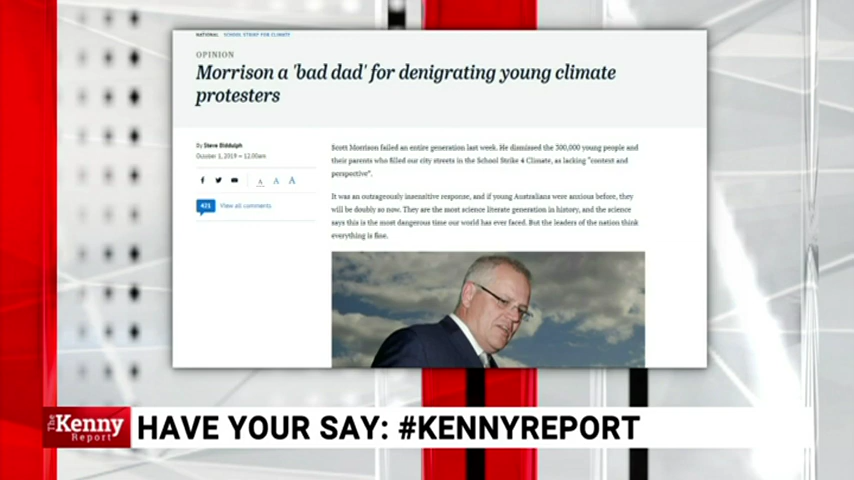 NATIONAL SCHOOL STRIKE FOR CLIMATE
OPINION
Morrison a 'bad dad' for denigrating young climate
protesters
By Steve Biddulph
October 1, 2019 — 12.00am
A A A
421 View all comments
Scott Morrison failed an entire generation last week. He dismissed the 300,000 young people and
their parents who filled our city streets in the School Strike 4 Climate, as lacking "context and
perspective".
It was an outrageously insensitive response, and if young Australians were anxious before, they
will be doubly so now. They are the most science literate generation in history, and the science
says this is the most dangerous time our world has ever faced. But the leaders of the nation think
everything is fine.
The
Kenny
Report
HAVE YOUR SAY: #KENNYREPORT